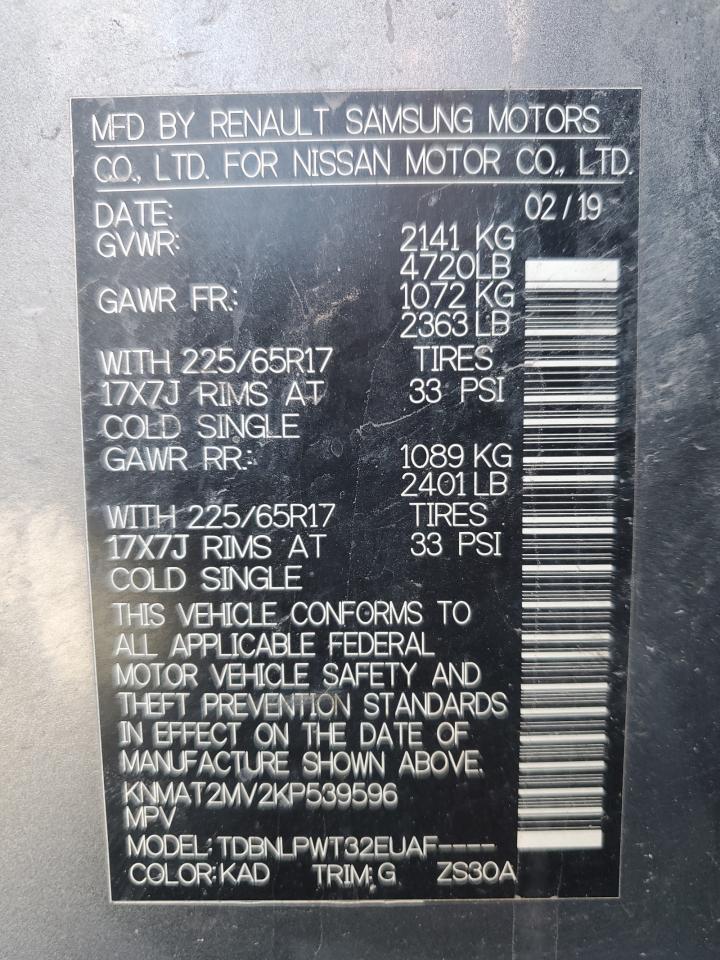 MFD BY RENAULT SAMSUNG MOTORS
CO., LTD. FOR NISSAN MOTOR CO., LTD.
DATE: 02/19
GVWR: 2141 KG
4720LB
GAWR FR: 1072 KG
2363 LB
WITH 225/65R17 TIRES
17X7J RIMS AT 33 PSI
COLD SINGLE
GAWR RR: 1089 KG
2401 LB
WITH 225/65R17 TIRES
17X7J RIMS AT 33 PSI
COLD SINGLE
THIS VEHICLE CONFORMS TO
ALL APPLICABLE FEDERAL
MOTOR VEHICLE SAFETY AND
THEFT PREVENTION STANDARDS
IN EFFECT ON THE DATE OF
MANUFACTURE SHOWN ABOVE.
KNMAT2MV2KP539596
MPV
MODEL: TDBNLPWT32EUAF----
COLOR: KAD TRIM: G ZS30A